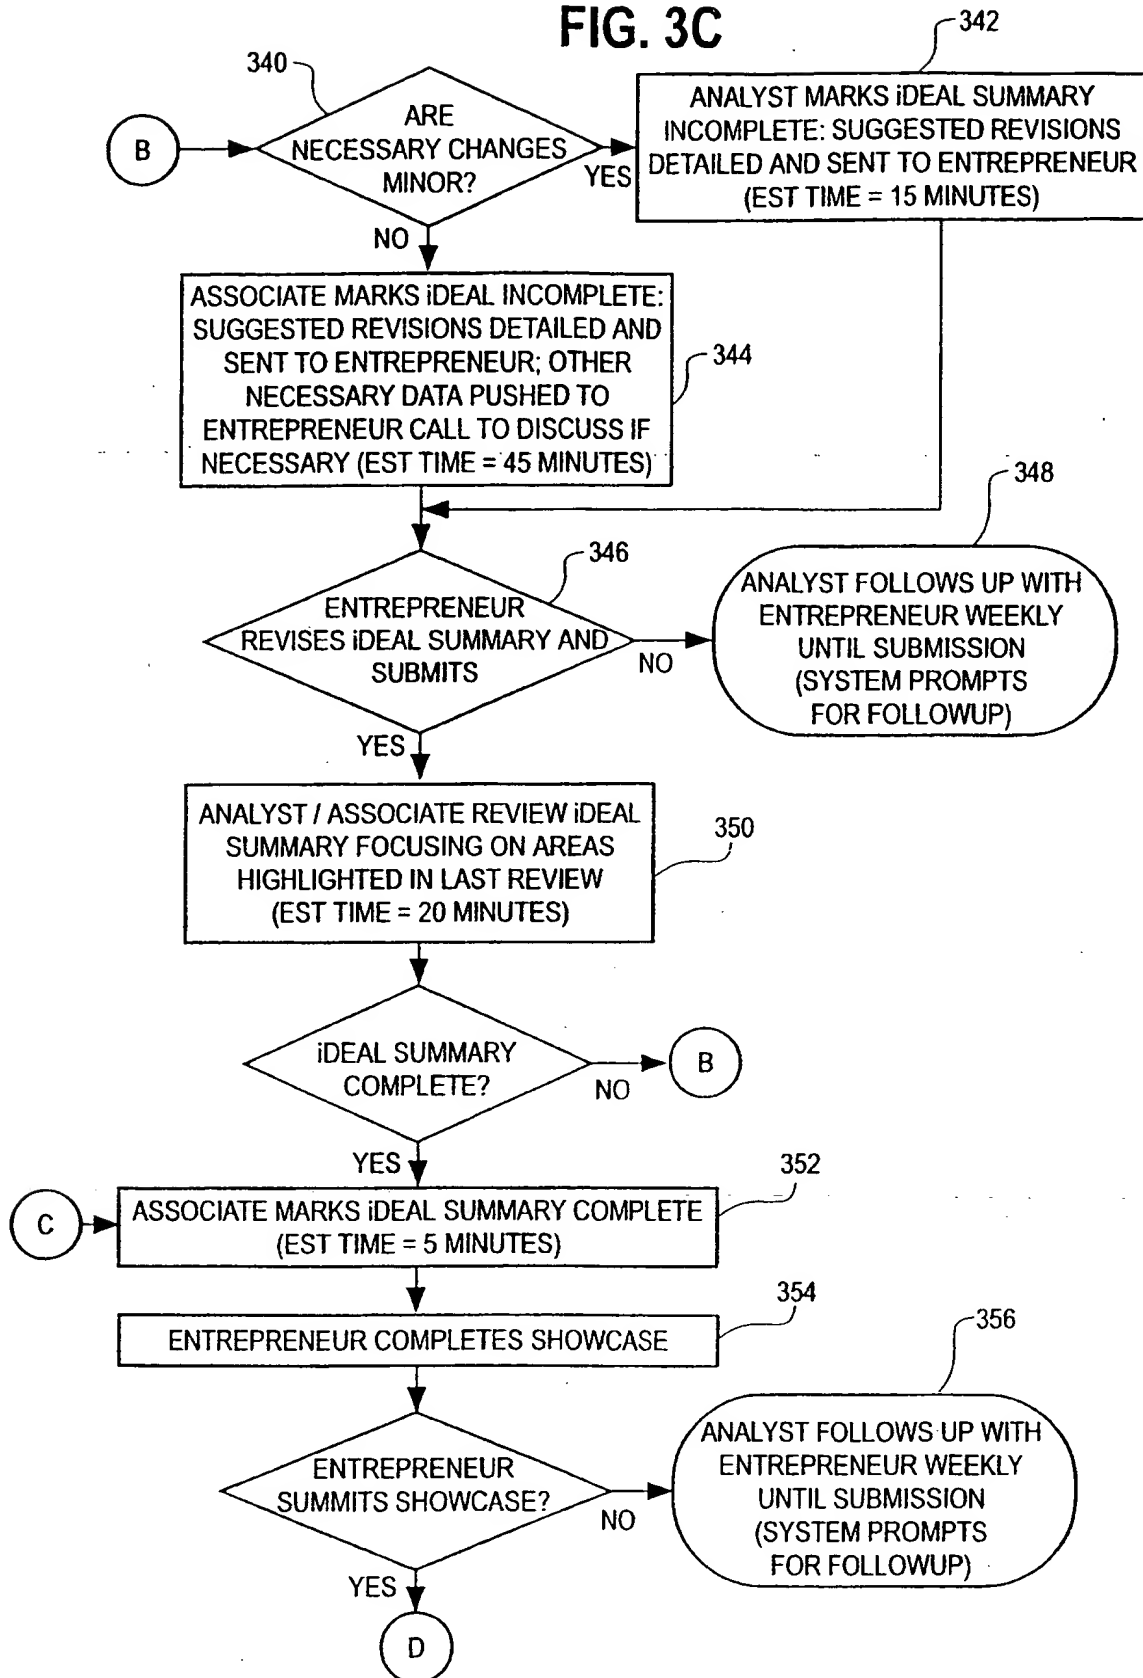 FIG. 3C
342
340
ANALYST MARKS iDEAL SUMMARY
INCOMPLETE: SUGGESTED REVISIONS
DETAILED AND SENT TO ENTREPRENEUR
(EST TIME = 15 MINUTES)
B
ARE
NECESSARY CHANGES
MINOR?
YES
NO
ASSOCIATE MARKS iDEAL INCOMPLETE:
SUGGESTED REVISIONS DETAILED AND
SENT TO ENTREPRENEUR; OTHER
NECESSARY DATA PUSHED TO
ENTREPRENEUR CALL TO DISCUSS IF
NECESSARY (EST TIME = 45 MINUTES)
344
348
346
ENTREPRENEUR
REVISES iDEAL SUMMARY AND
SUBMITS
NO
ANALYST FOLLOWS UP WITH
ENTREPRENEUR WEEKLY
UNTIL SUBMISSION
(SYSTEM PROMPTS
FOR FOLLOWUP)
YES
ANALYST / ASSOCIATE REVIEW iDEAL
SUMMARY FOCUSING ON AREAS
HIGHLIGHTED IN LAST REVIEW
(EST TIME = 20 MINUTES)
350
iDEAL SUMMARY
COMPLETE?
NO
B
YES
352
C
ASSOCIATE MARKS iDEAL SUMMARY COMPLETE
(EST TIME = 5 MINUTES)
354
ENTREPRENEUR COMPLETES SHOWCASE
356
ENTREPRENEUR
SUMMITS SHOWCASE?
NO
ANALYST FOLLOWS UP WITH
ENTREPRENEUR WEEKLY
UNTIL SUBMISSION
(SYSTEM PROMPTS
FOR FOLLOWUP)
YES
D